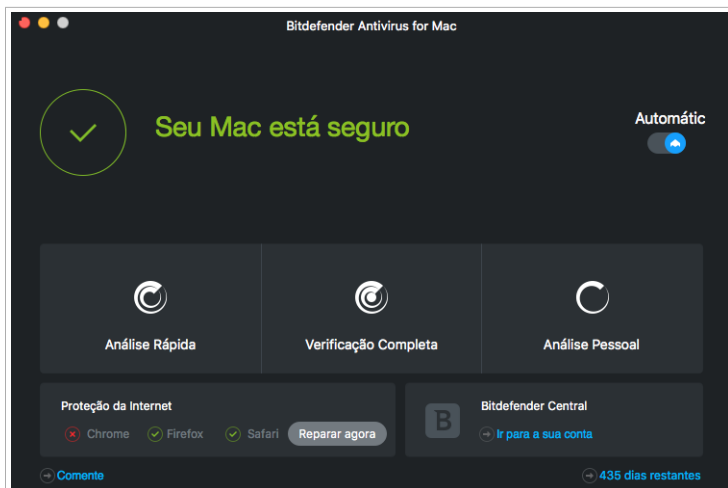 Bitdefender Antivirus for Mac
Seu Mac está seguro
Automátic
Análise Rápida
Verificação Completa
Análise Pessoal
Proteção da Internet
Chrome
Firefox
Safari
Reparar agora
B
Bitdefender Central
Ir para a sua conta
Comente
435 dias restantes